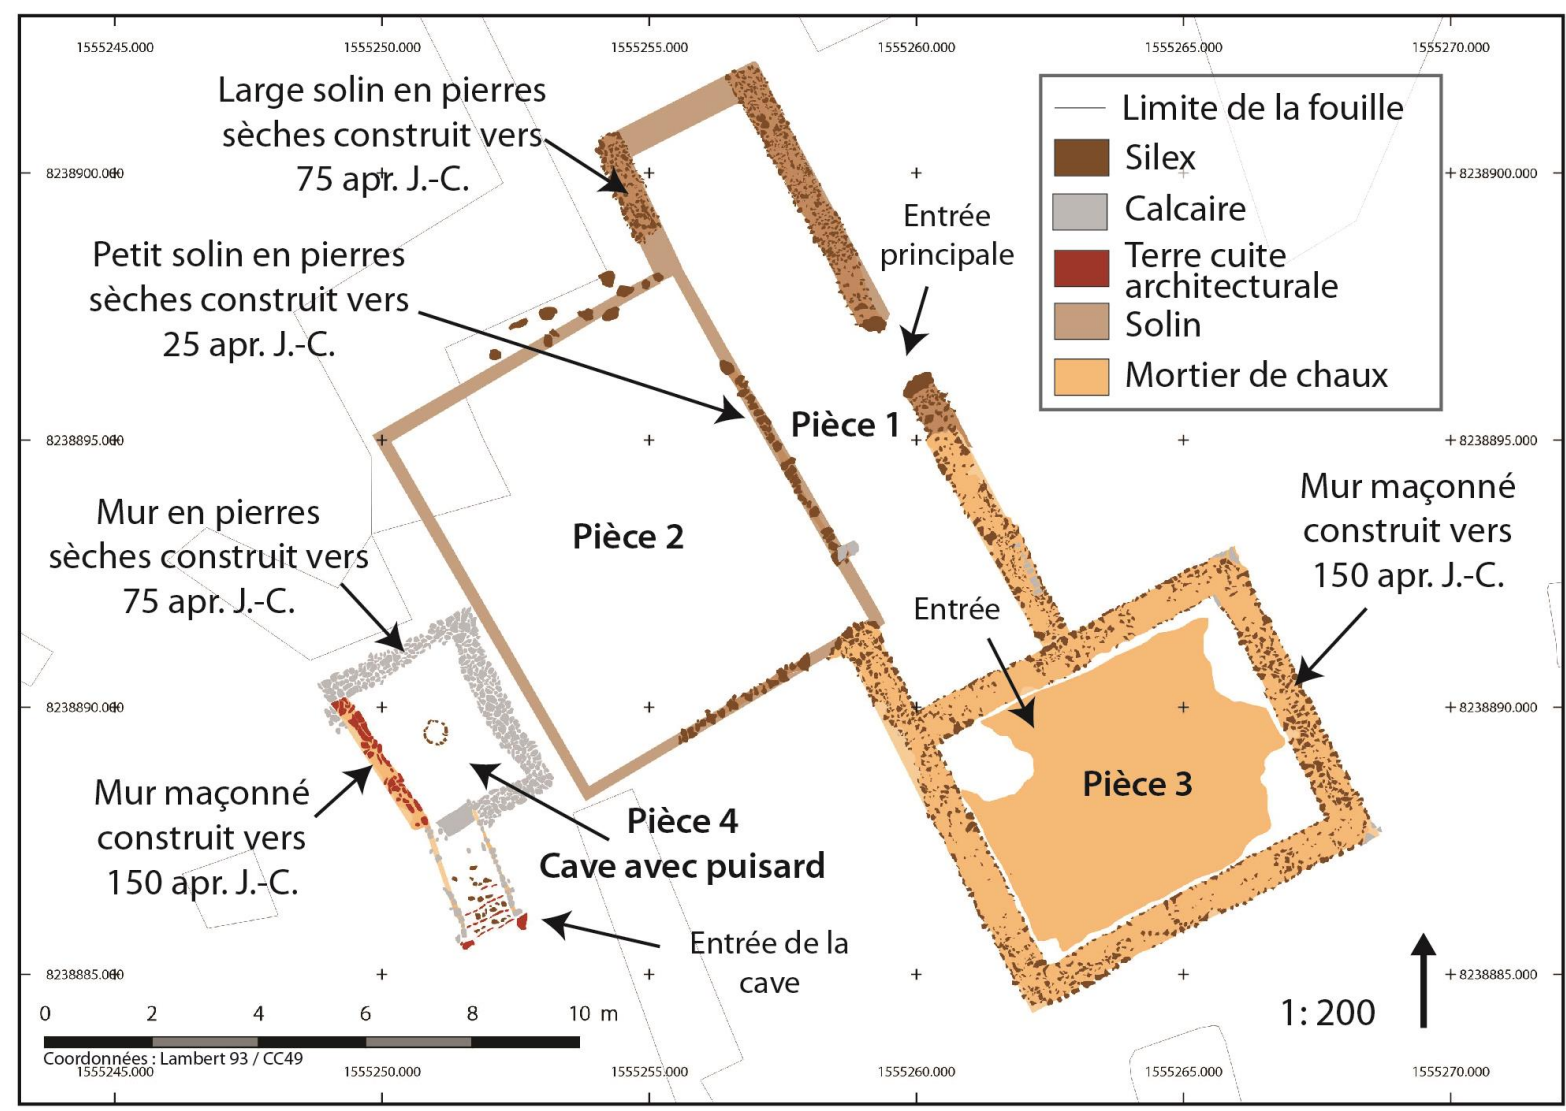 1555245.000 1555250.000 1555255.000 1555260.000 1555265.000 1555270.000
Large solin en pierres
sèches construit vers
75 apr. J.-C.
Limite de la fouille
Silex
Calcaire
Terre cuite
architecturale
Solin
Mortier de chaux
8238900.000 8238900.000
Entrée
principale
Petit solin en pierres
sèches construit vers
25 apr. J.-C.
Pièce 1
8238895.000 8238895.000
Mur maçonné
construit vers
150 apr. J.-C.
Mur en pierres
sèches construit vers
75 apr. J.-C.
Pièce 2
Entrée
8238890.000 8238890.000
Pièce 3
Mur maçonné
construit vers
150 apr. J.-C.
Pièce 4
Cave avec puisard
Entrée de la
cave
8238885.000 8238885.000
0 2 4 6 8 10 m
1: 200
Coordonnées : Lambert 93 / CC49
1555245.000 1555250.000 1555255.000 1555260.000 1555265.000 1555270.000